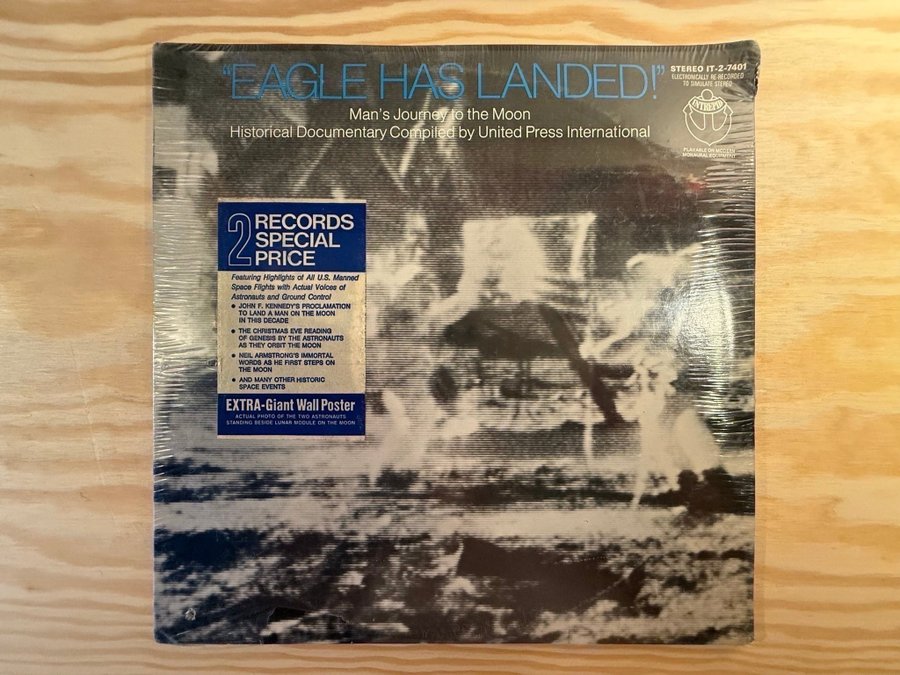 "EAGLE HAS LANDED!"
Man's Journey to the Moon
Historical Documentary Compiled by United Press International
STEREO IT-2-7401
ELECTRONICALLY RE-RECORDED
TO SIMULATE STEREO
INTREPID
PLAYABLE ON MODERN
MONAURAL EQUIPMENT
2 RECORDS
SPECIAL
PRICE
Featuring Highlights of All U.S. Manned
Space Flights with Actual Voices of
Astronauts and Ground Control
• JOHN F. KENNEDY'S PROCLAMATION
TO LAND A MAN ON THE MOON
IN THIS DECADE
• THE CHRISTMAS EVE READING
OF GENESIS BY THE ASTRONAUTS
AS THEY ORBIT THE MOON
• NEIL ARMSTRONG'S IMMORTAL
WORDS AS HE FIRST STEPS ON
THE MOON
• AND MANY OTHER HISTORIC
SPACE EVENTS
EXTRA-Giant Wall Poster
ACTUAL PHOTO OF THE TWO ASTRONAUTS
STANDING BESIDE LUNAR MODULE ON THE MOON